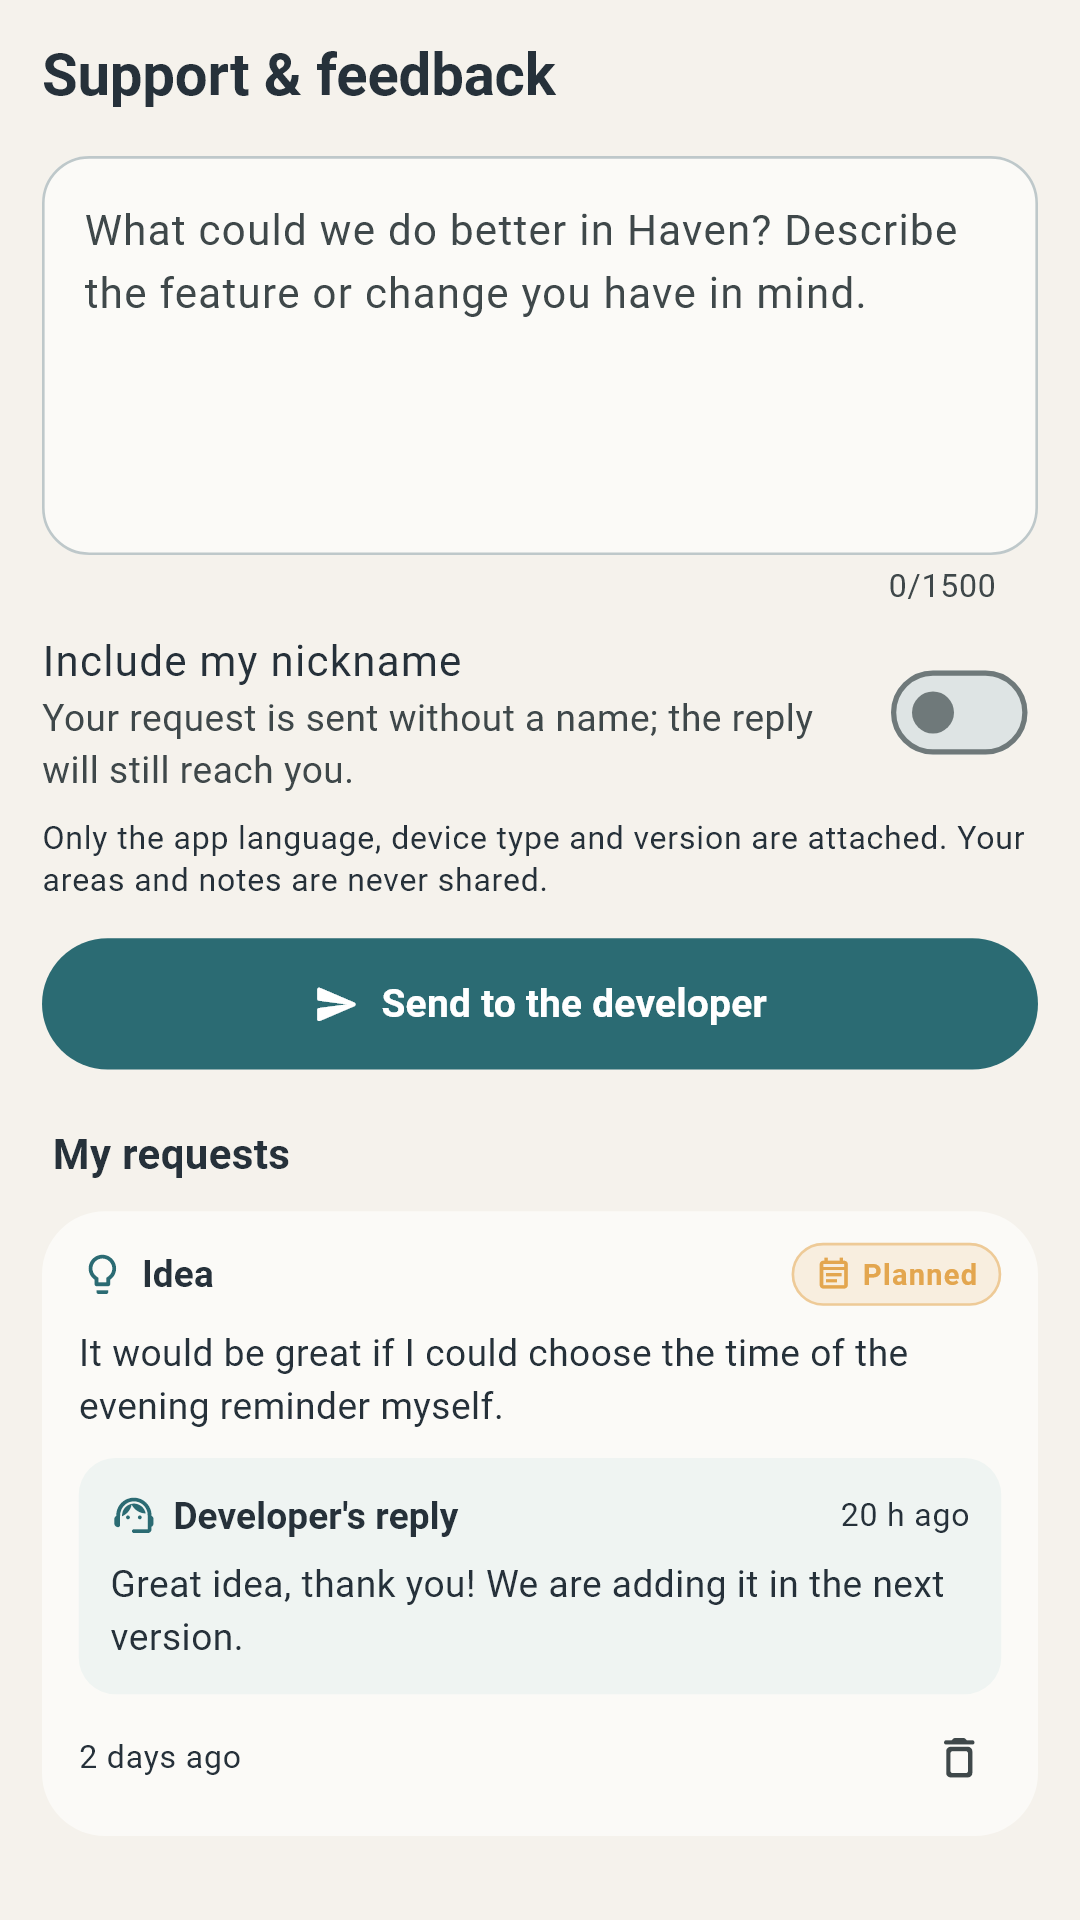 Support & feedback
What could we do better in Haven? Describe
the feature or change you have in mind.
0/1500
Include my nickname
Your request is sent without a name; the reply
will still reach you.
Only the app language, device type and version are attached. Your
areas and notes are never shared.
Send to the developer
My requests
Idea
Planned
It would be great if I could choose the time of the
evening reminder myself.
Developer's reply
20 h ago
Great idea, thank you! We are adding it in the next
version.
2 days ago